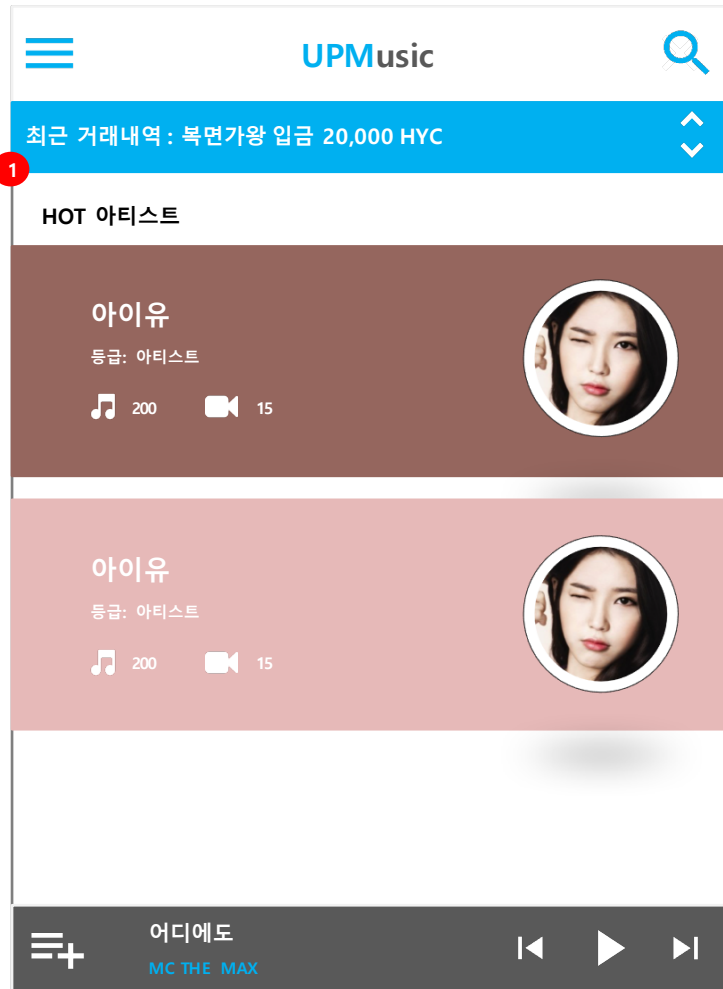 UPMusic
최근 거래내역 : 복면가왕 입금 20,000 HYC
1
HOT 아티스트
아이유
등급: 아티스트
200 15
아이유
등급: 아티스트
200 15
어디에도
MC THE MAX